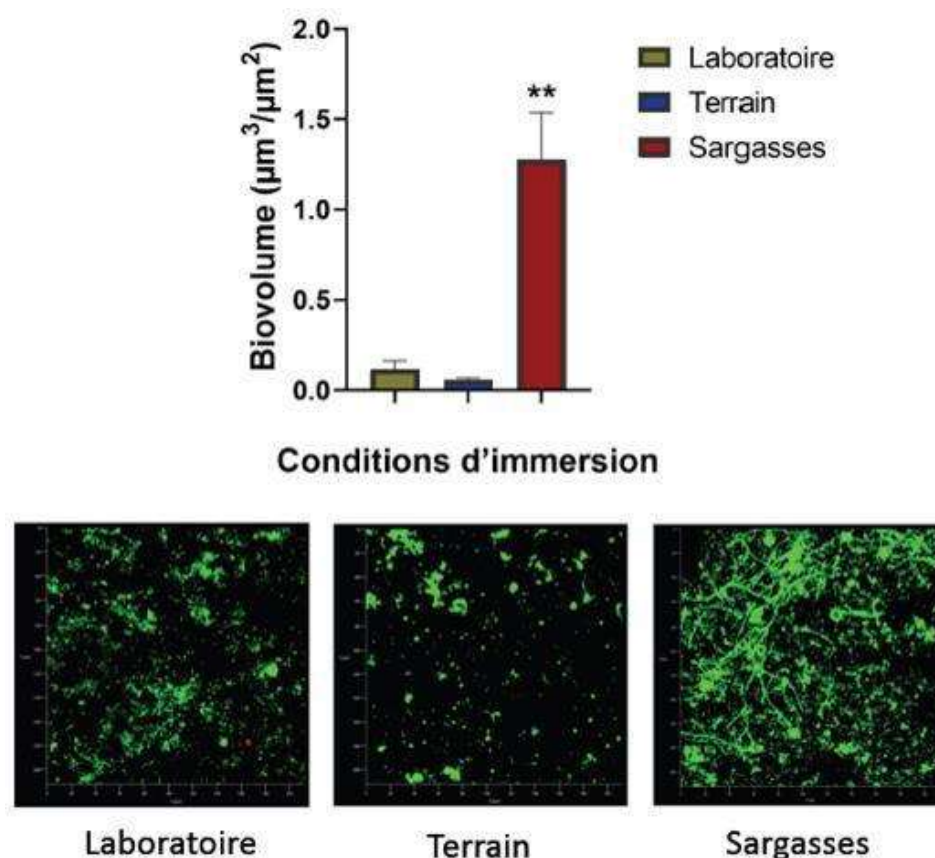 2.0
1.5
1.0
0.5
0.0
Biovolume (µm³/µm²)
**
Laboratoire
Terrain
Sargasses
Conditions d'immersion
Laboratoire
Terrain
Sargasses